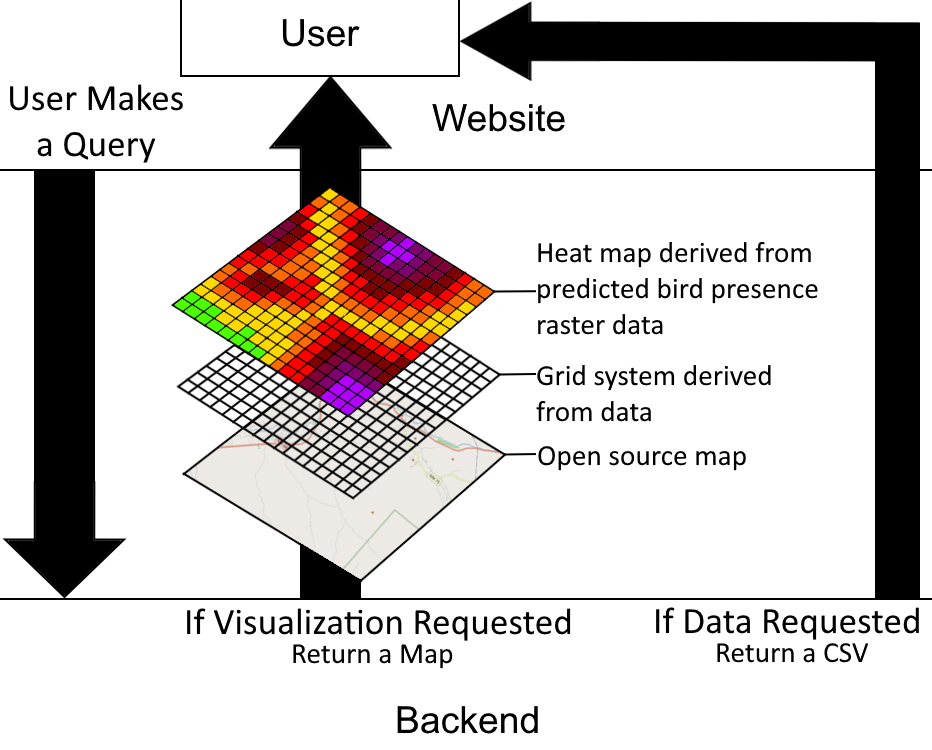 User
User Makes
a Query
Website
Heat map derived from
predicted bird presence
raster data
Grid system derived
from data
Open source map
If Visualization Requested
Return a Map
If Data Requested
Return a CSV
Backend